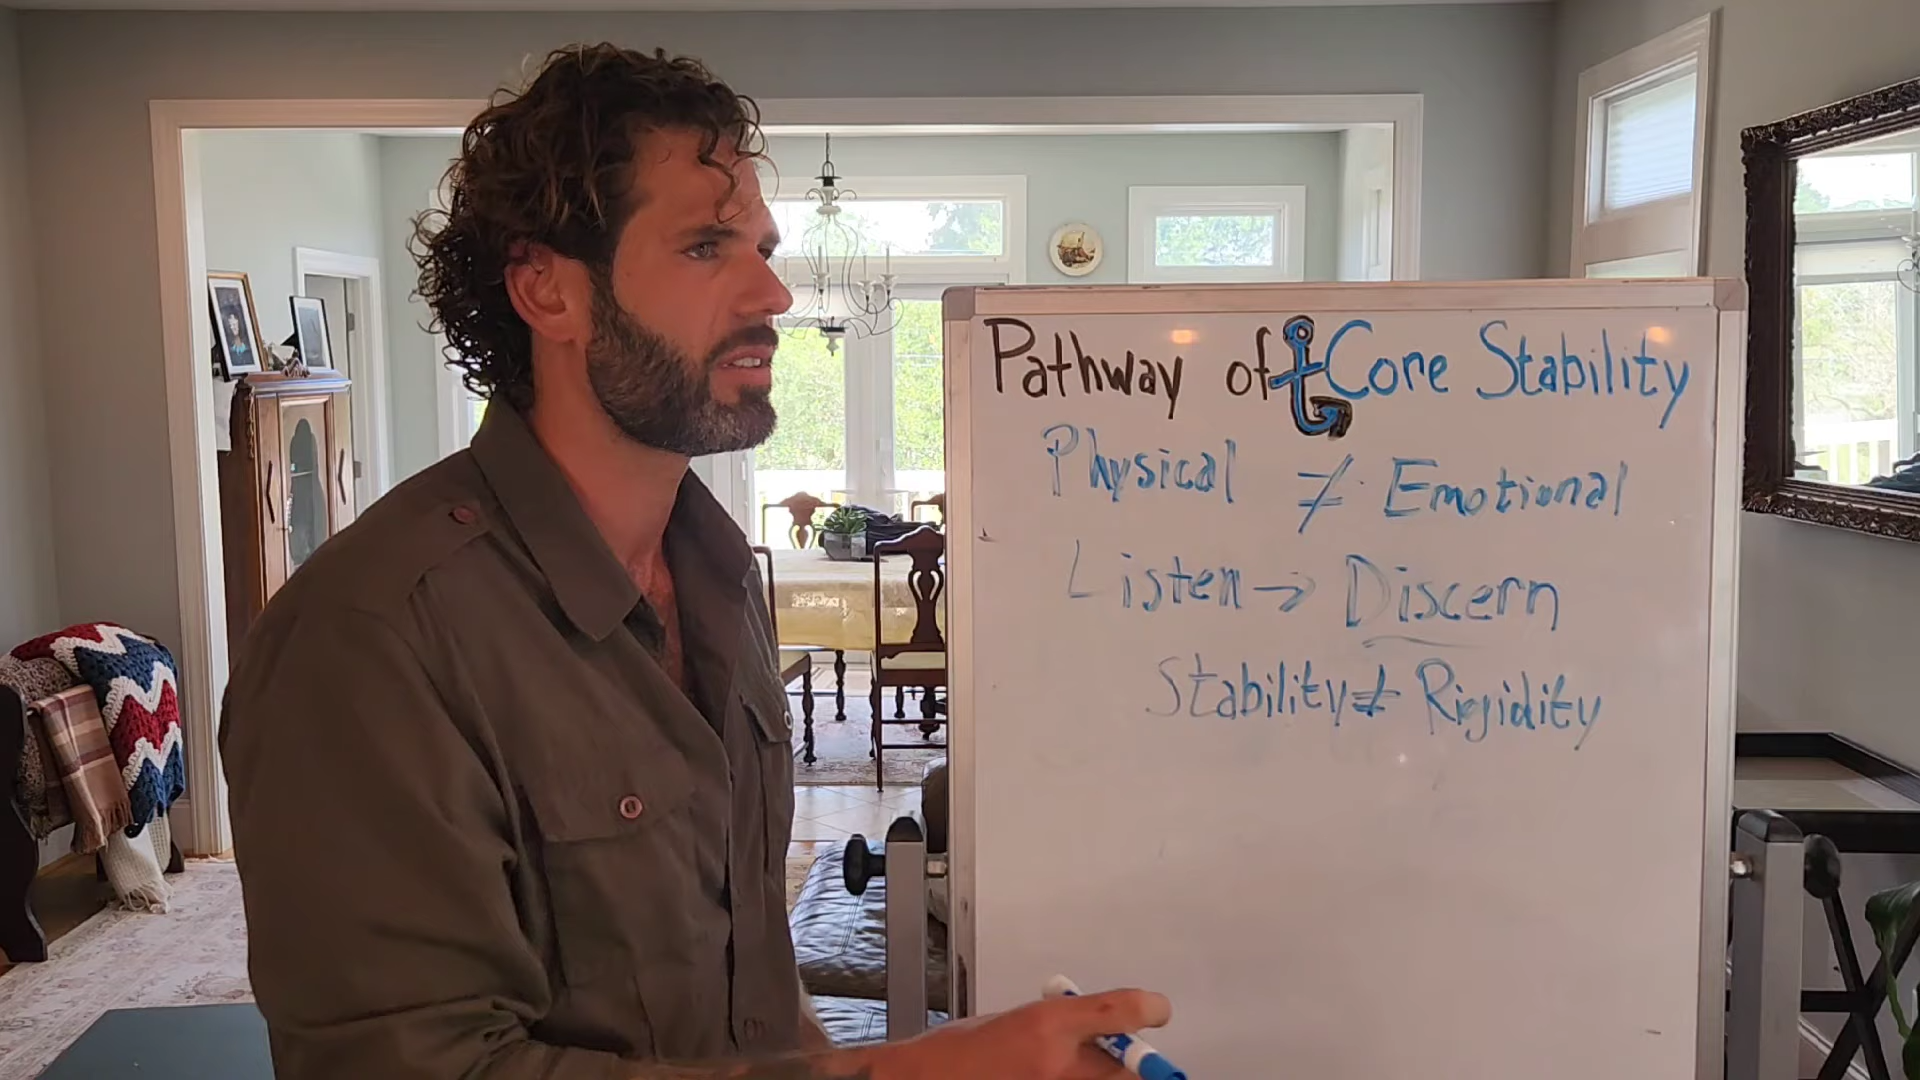 Pathway of Core Stability
Physical ≠ Emotional
Listen → Discern
Stability ≠ Rigidity